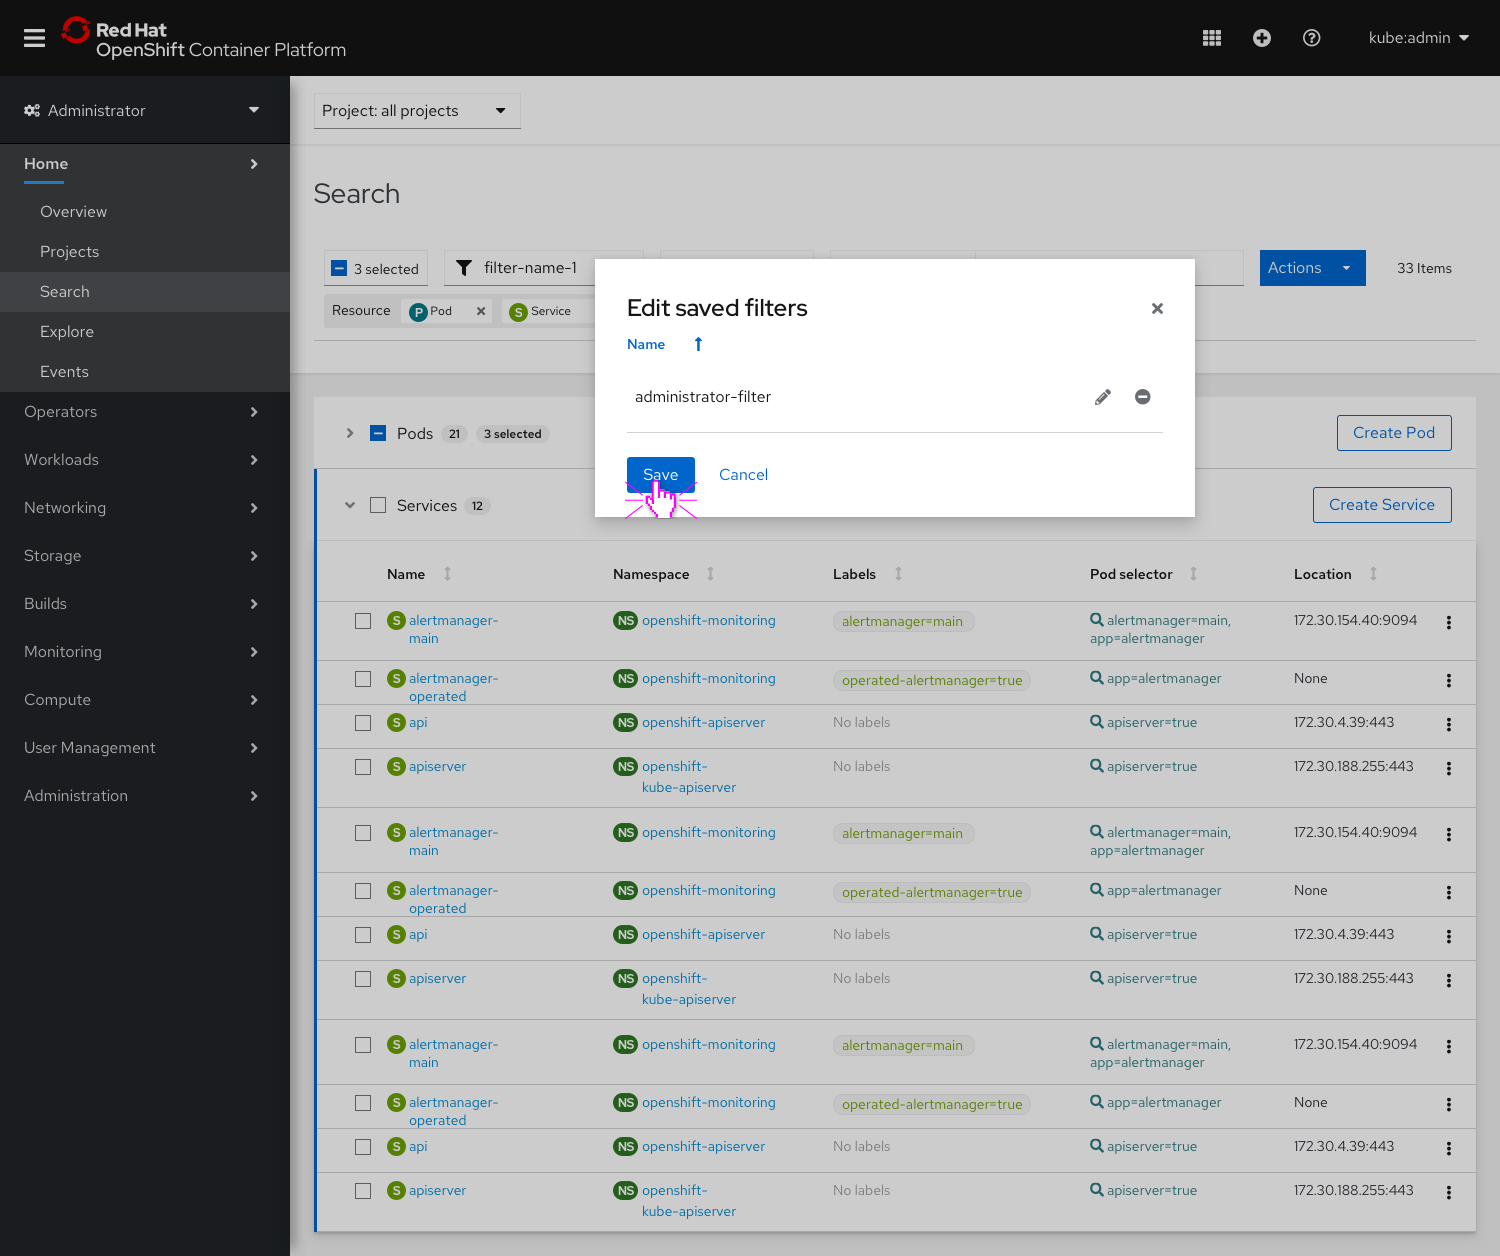 Red Hat
OpenShift Container Platform
kube:admin
Administrator
Project: all projects
Home
Overview
Projects
Search
Explore
Events
Operators
Workloads
Networking
Storage
Builds
Monitoring
Compute
User Management
Administration
Search
3 selected
filter-name-1
Actions
33 Items
Resource
P Pod
S Service
Edit saved filters
Name
administrator-filter
Save
Cancel
Pods 21 3 selected
Create Pod
Services 12
Create Service
Name Namespace Labels Pod selector Location
S alertmanager-main NS openshift-monitoring alertmanager=main alertmanager=main, app=alertmanager 172.30.154.40:9094
S alertmanager-operated NS openshift-monitoring operated-alertmanager=true app=alertmanager None
S api NS openshift-apiserver No labels apiserver=true 172.30.4.39:443
S apiserver NS openshift-kube-apiserver No labels apiserver=true 172.30.188.255:443
S alertmanager-main NS openshift-monitoring alertmanager=main alertmanager=main, app=alertmanager 172.30.154.40:9094
S alertmanager-operated NS openshift-monitoring operated-alertmanager=true app=alertmanager None
S api NS openshift-apiserver No labels apiserver=true 172.30.4.39:443
S apiserver NS openshift-kube-apiserver No labels apiserver=true 172.30.188.255:443
S alertmanager-main NS openshift-monitoring alertmanager=main alertmanager=main, app=alertmanager 172.30.154.40:9094
S alertmanager-operated NS openshift-monitoring operated-alertmanager=true app=alertmanager None
S api NS openshift-apiserver No labels apiserver=true 172.30.4.39:443
S apiserver NS openshift-kube-apiserver No labels apiserver=true 172.30.188.255:443